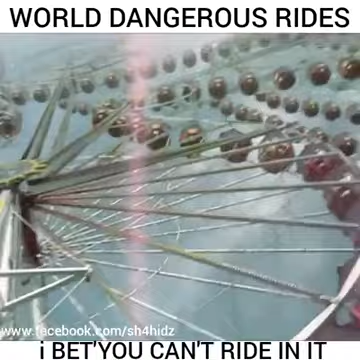 WORLD DANGEROUS RIDES
www.facebook.com/sh4hidz
i BET'YOU CAN'T RIDE IN IT